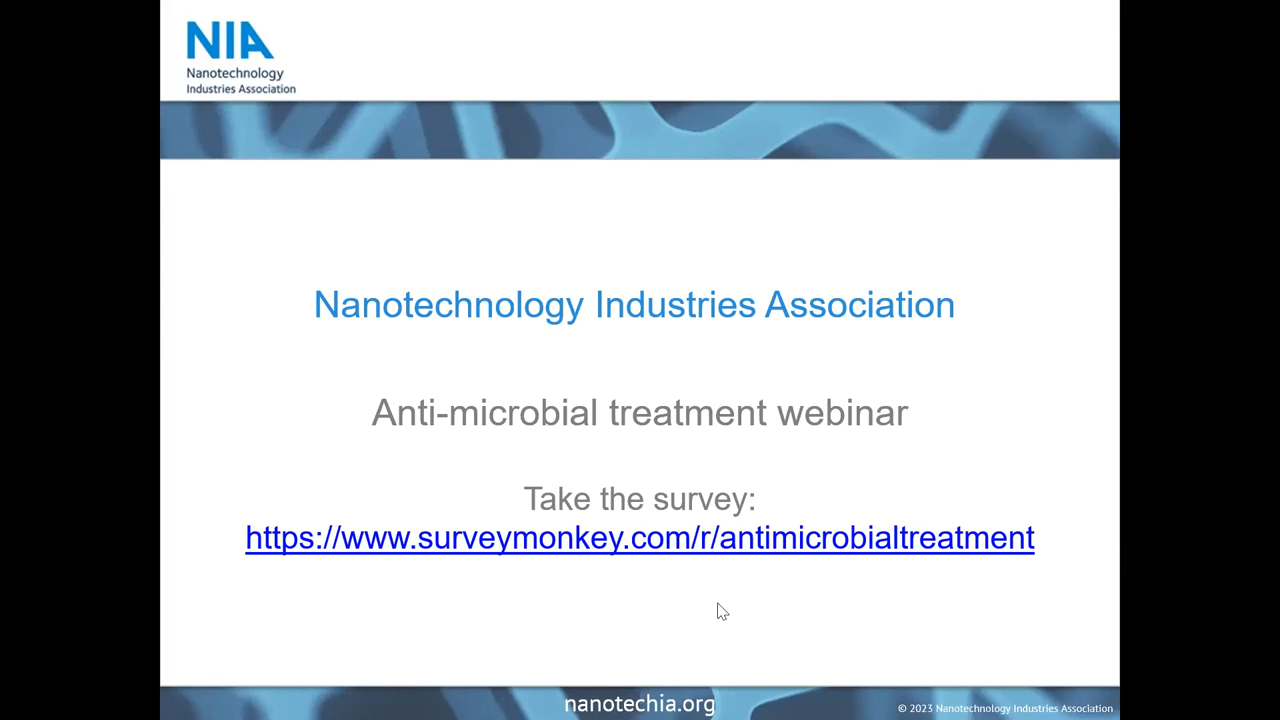 NIA
Nanotechnology
Industries Association
Nanotechnology Industries Association
Anti-microbial treatment webinar
Take the survey:
https://www.surveymonkey.com/r/antimicrobialtreatment
nanotechia.org
© 2023 Nanotechnology Industries Association